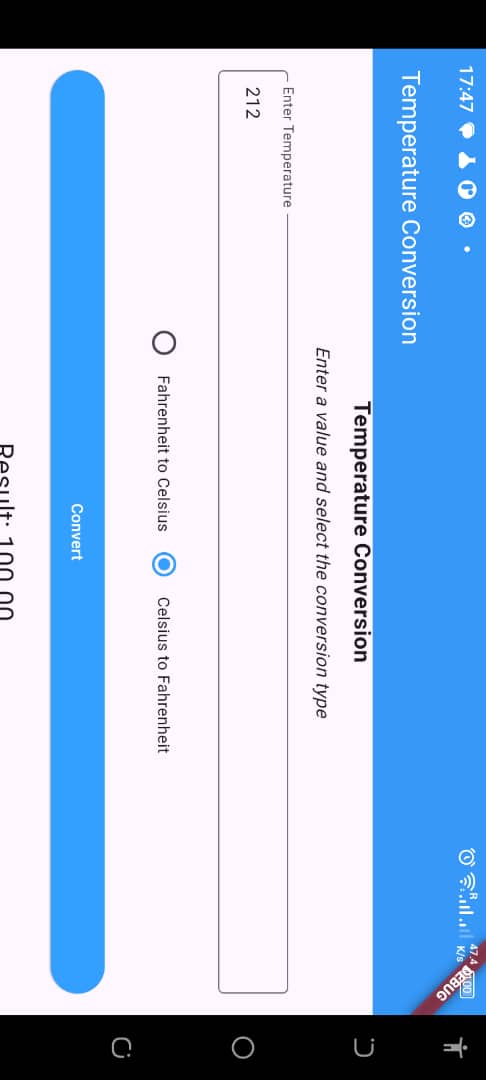 17:47
47.4
K/s
R
100
DEBUG
Temperature Conversion
Temperature Conversion
Enter a value and select the conversion type
Enter Temperature
212
Fahrenheit to Celsius
Celsius to Fahrenheit
Convert
Result: 100.00